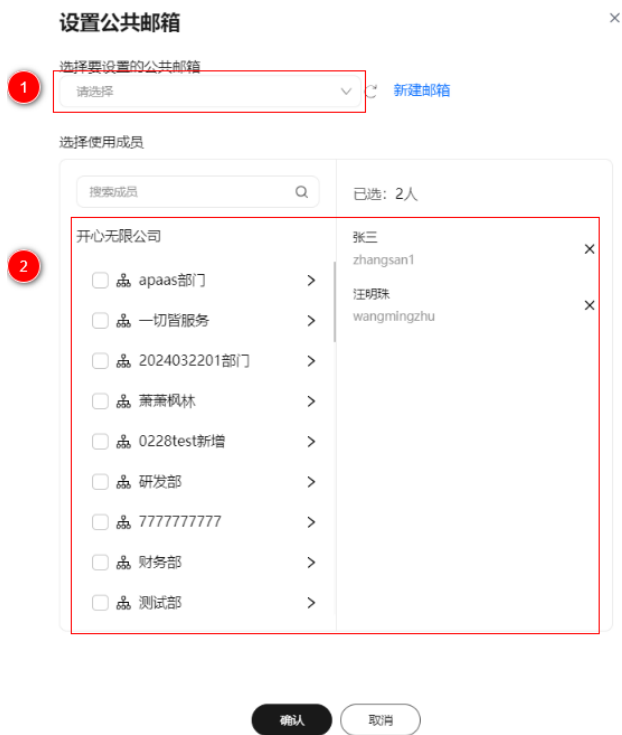 设置公共邮箱
选择要设置的公共邮箱
1
请选择
新建邮箱
选择使用成员
搜索成员
已选：2人
2
开心无限公司
apaas部门
一切皆服务
2024032201部门
萧萧枫林
0228test新增
研发部
7777777777
财务部
测试部
张三
zhangsan1
汪明珠
wangmingzhu
确认
取消